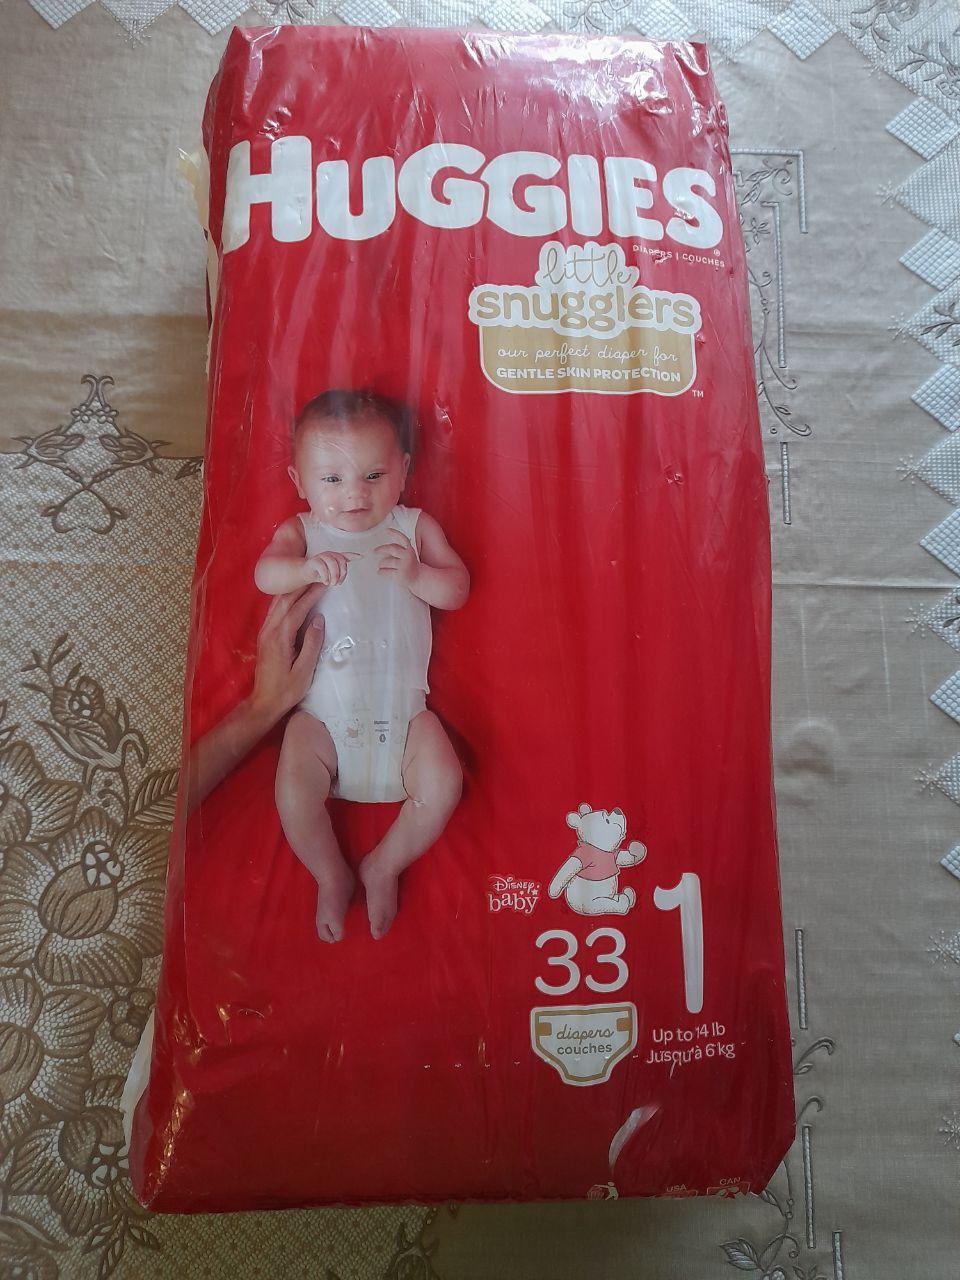 HUGGIES
®
DIAPERS | COUCHES
little
snugglers
our perfect diaper for
GENTLE SKIN PROTECTION
TM
Disney
baby
33
1
diapers
couches
Up to 14 lb
Jusqu'à 6 kg
USA
CAN